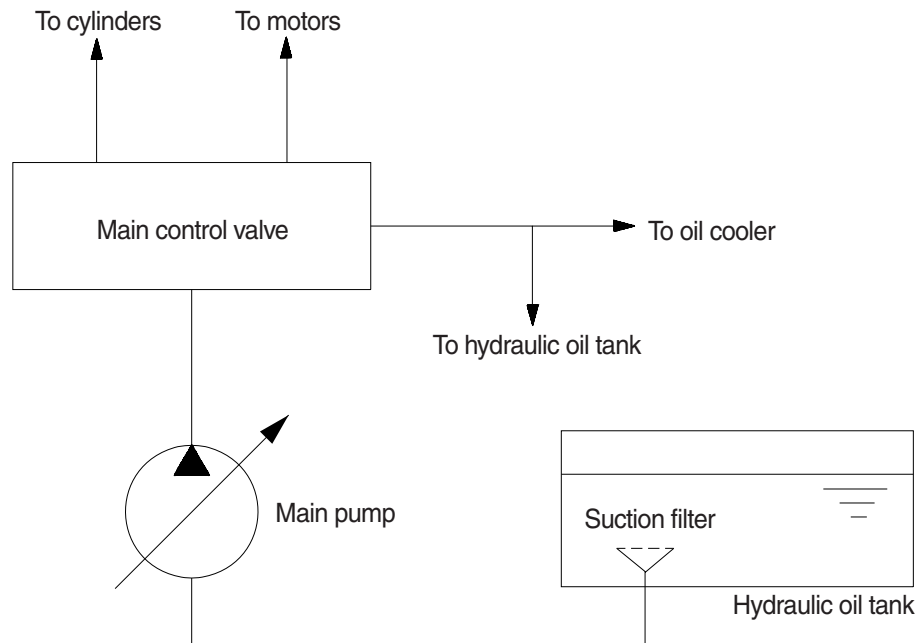 To cylinders
To motors
Main control valve
To oil cooler
To hydraulic oil tank
Main pump
Suction filter
Hydraulic oil tank